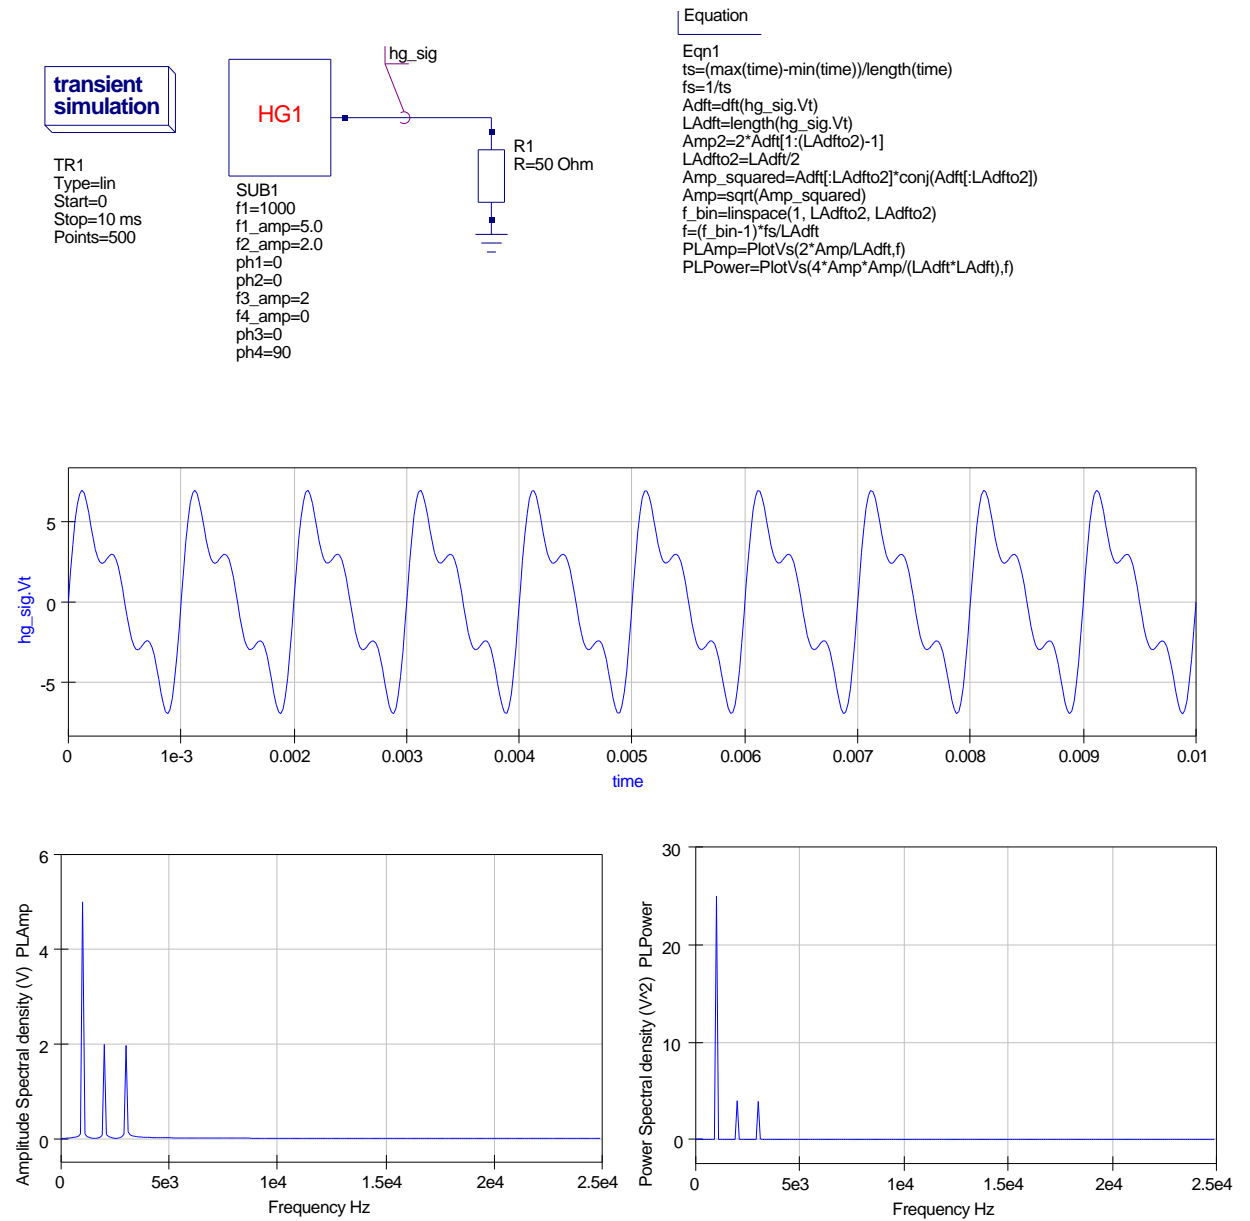 Equation
hg_sig
transient
simulation
HG1
Eqn1
ts=(max(time)-min(time))/length(time)
fs=1/ts
Adft=dft(hg_sig.Vt)
LAdft=length(hg_sig.Vt)
Amp2=2*Adft[1:(LAdfto2)-1]
LAdfto2=LAdft/2
Amp_squared=Adft[:LAdfto2]*conj(Adft[:LAdfto2])
Amp=sqrt(Amp_squared)
f_bin=linspace(1, LAdfto2, LAdfto2)
f=(f_bin-1)*fs/LAdft
PLAmp=PlotVs(2*Amp/LAdft,f)
PLPower=PlotVs(4*Amp*Amp/(LAdft*LAdft),f)
R1
R=50 Ohm
TR1
Type=lin
Start=0
Stop=10 ms
Points=500
SUB1
f1=1000
f1_amp=5.0
f2_amp=2.0
ph1=0
ph2=0
f3_amp=2
f4_amp=0
ph3=0
ph4=90
hg_sig.Vt
5
0
-5
0 1e-3 0.002 0.003 0.004 0.005 0.006 0.007 0.008 0.009 0.01
time
Amplitude Spectral density (V) PLAmp
6
4
2
0
0 5e3 1e4 1.5e4 2e4 2.5e4
Frequency Hz
Power Spectral density (V^2) PLPower
30
20
10
0
0 5e3 1e4 1.5e4 2e4 2.5e4
Frequency Hz